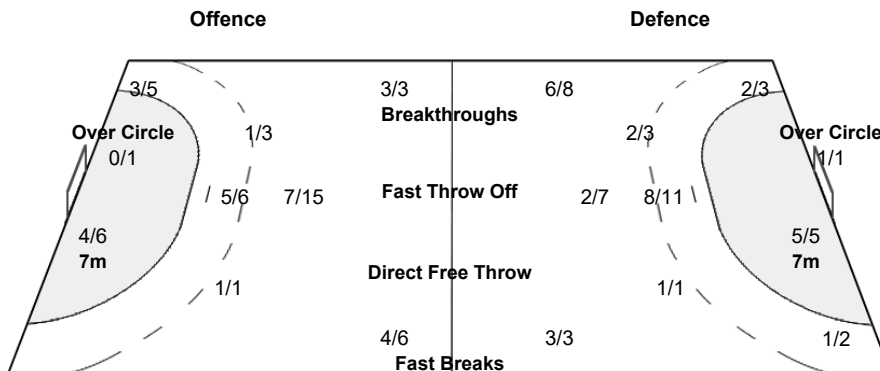 Offence Defence
3/5 3/3 6/8 2/3
Breakthroughs
Over Circle 1/3 2/3 Over Circle
0/1 1/1
5/6 7/15 Fast Throw Off 2/7 8/11
4/6 5/5
7m 7m
Direct Free Throw
1/1 1/1
4/6 3/3 1/2
Fast Breaks